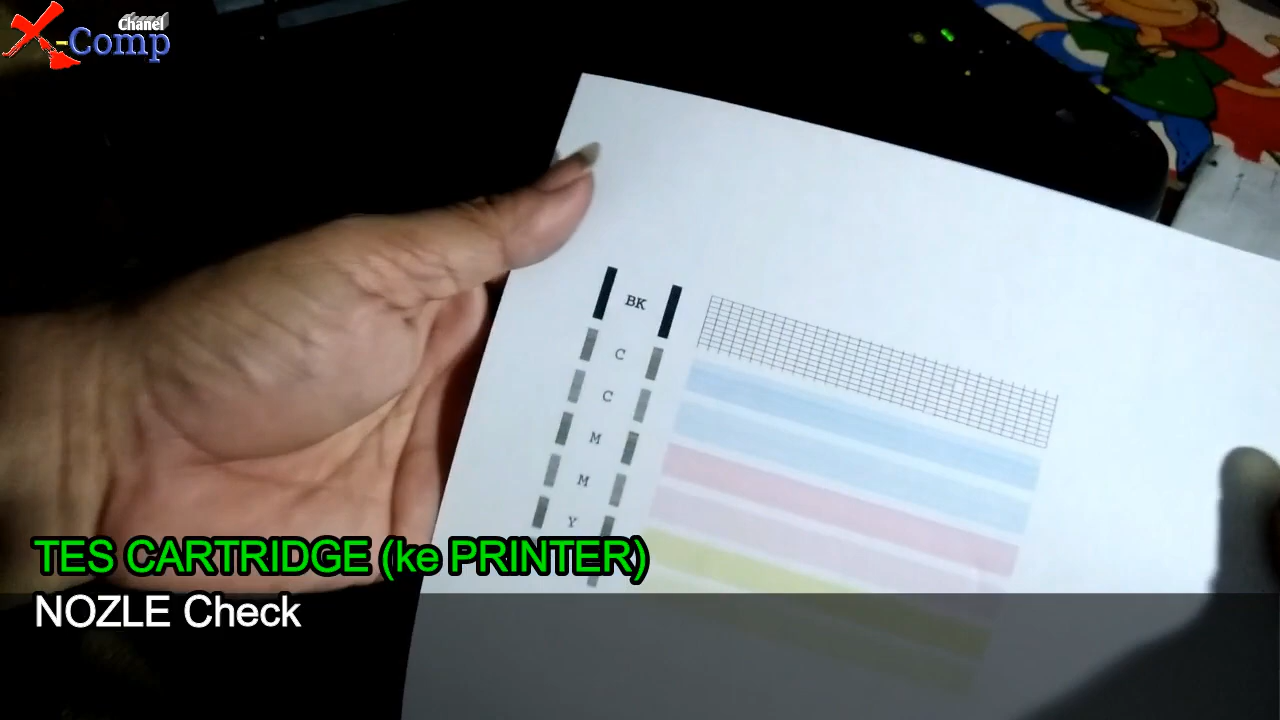 Chanel
X-Comp
BK
C
C
M
M
Y
TES CARTRIDGE (ke PRINTER)
NOZLE Check